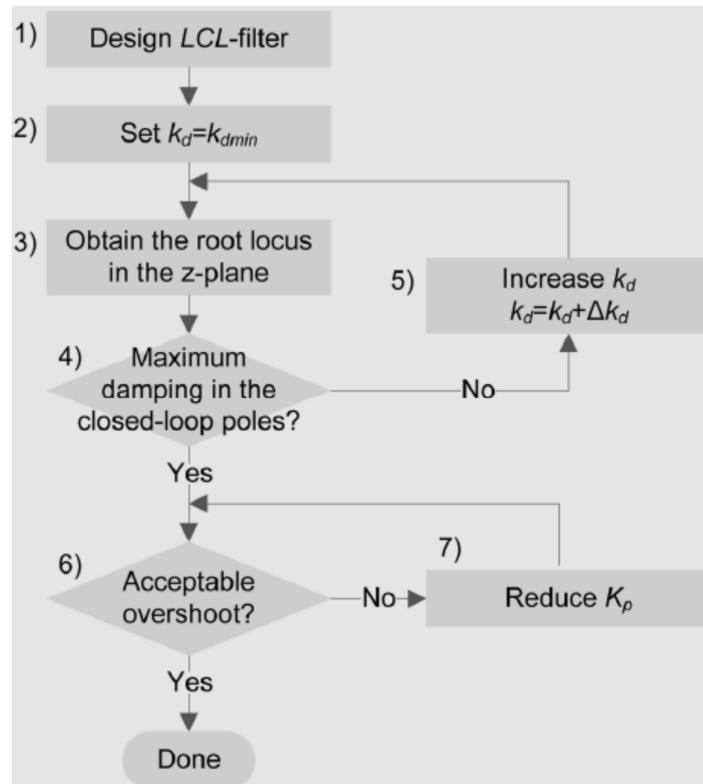 1)
Design LCL-filter
2)
Set kd=kdmin
3)
Obtain the root locus
in the z-plane
4)
Maximum
damping in the
closed-loop poles?
No
5)
Increase kd
kd=kd+Δkd
Yes
6)
Acceptable
overshoot?
No
7)
Reduce Kp
Yes
Done